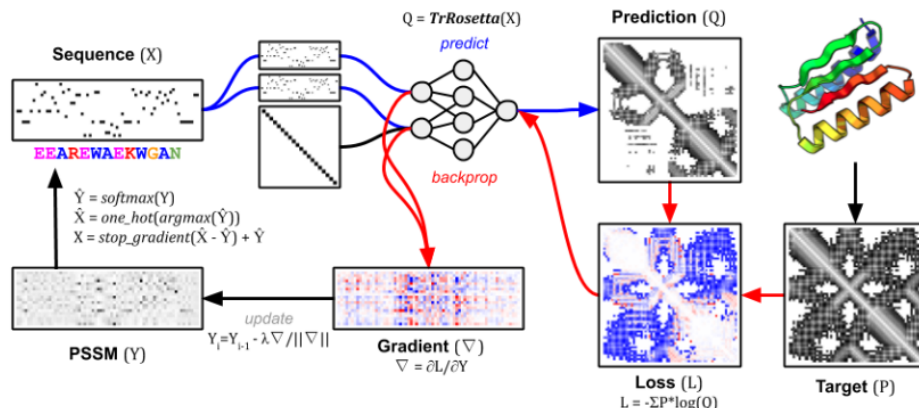 Q = TrRosetta(X)
predict
Prediction (Q)
Sequence (X)
EEAREWAEKWGAN
backprop
Ŷ = softmax(Y)
X̂ = one_hot(argmax(Ŷ))
X = stop_gradient(X̂ - Ŷ) + Ŷ
update
Yᵢ=Yᵢ₋₁ - λ∇/||∇||
PSSM (Y)
Gradient (∇)
∇ = ∂L/∂Y
Loss (L)
L = -ΣP*log(Q)
Target (P)